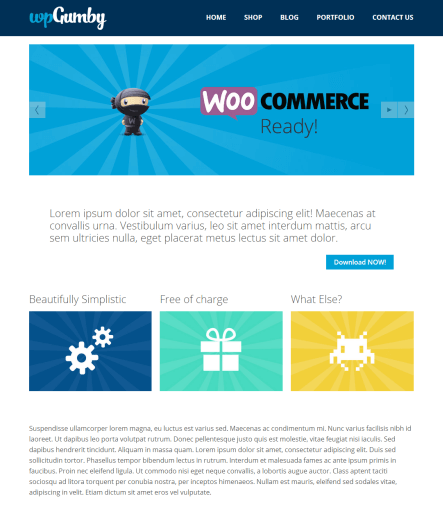 wpGumby
HOME SHOP BLOG PORTFOLIO CONTACT US
WOO COMMERCE
Ready!
Lorem ipsum dolor sit amet, consectetur adipiscing elit! Maecenas at
convallis urna. Vestibulum varius, leo sit amet interdum mattis, arcu
sem ultricies nulla, eget placerat metus lectus sit amet dolor.
Download NOW!
Beautifully Simplistic
Free of charge
What Else?
Suspendisse ullamcorper lorem magna, eu luctus est varius sed. Maecenas ac condimentum mi. Nunc varius facilisis nibh id
laoreet. Ut dapibus leo porta volutpat rutrum. Donec pellentesque justo quis est molestie, vitae feugiat nisi iaculis. Sed
dapibus hendrerit tincidunt. Aliquam in massa quam. Lorem ipsum dolor sit amet, consectetur adipiscing elit. Duis sed
sollicitudin tortor. Phasellus tempor bibendum lectus in rutrum. Interdum et malesuada fames ac ante ipsum primis in
faucibus. Proin nec eleifend ligula. Ut commodo nisi eget neque convallis, a lobortis augue auctor. Class aptent taciti
sociosqu ad litora torquent per conubia nostra, per inceptos himenaeos. Nullam est mauris, eleifend sed sodales vitae,
adipiscing in velit. Etiam dictum sit amet eros vel vulputate.